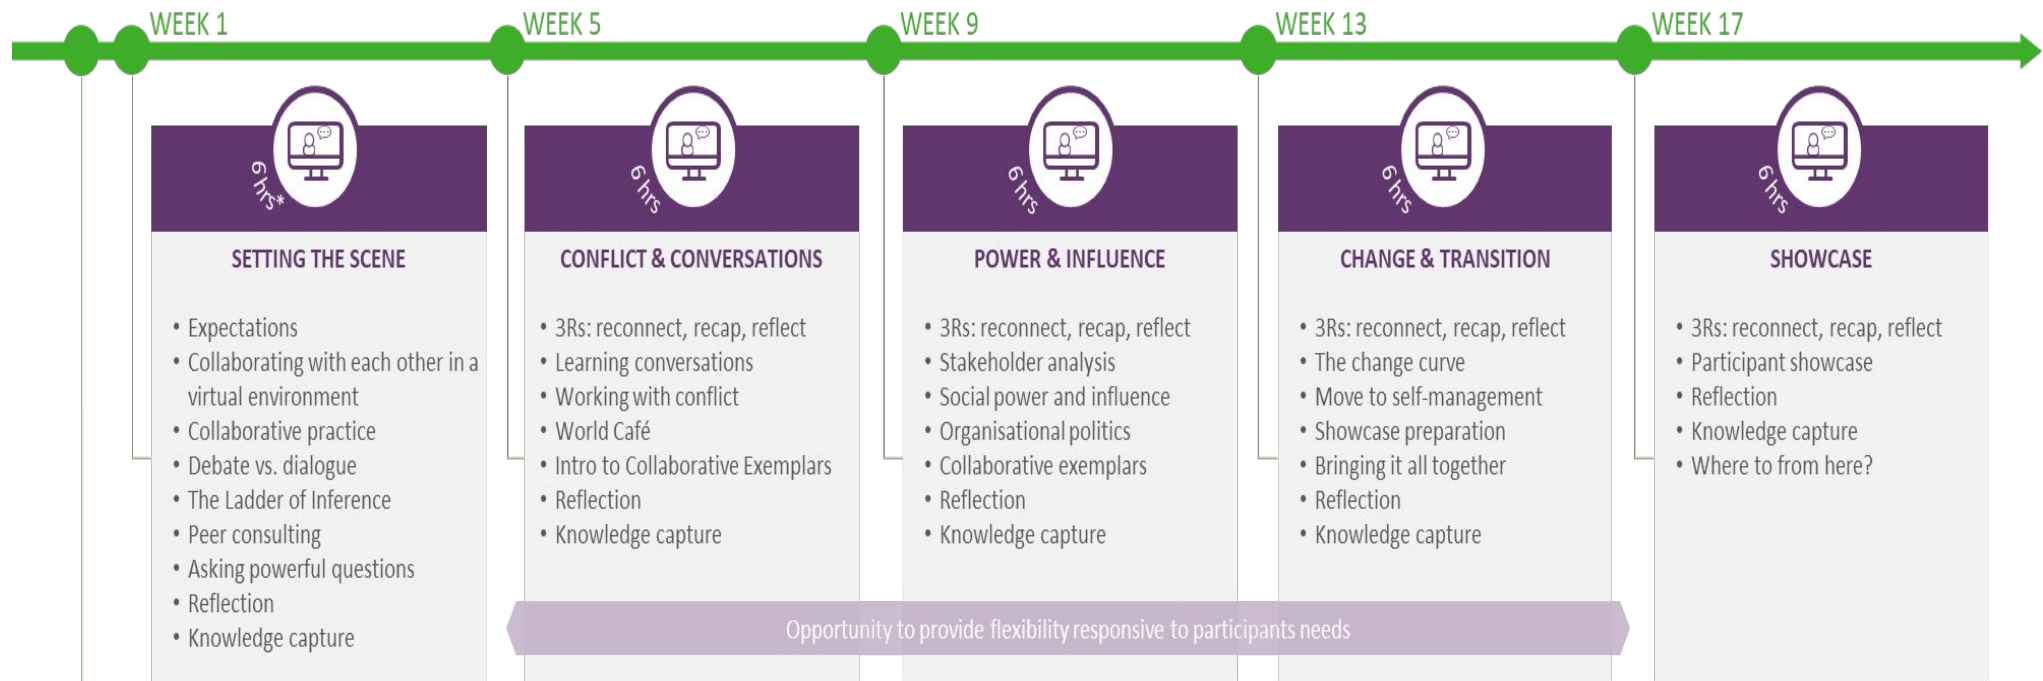 WEEK 1
WEEK 5
WEEK 9
WEEK 13
WEEK 17
6 hrs*
6 hrs
6 hrs
6 hrs
6 hrs
SETTING THE SCENE
• Expectations
• Collaborating with each other in a
virtual environment
• Collaborative practice
• Debate vs. dialogue
• The Ladder of Inference
• Peer consulting
• Asking powerful questions
• Reflection
• Knowledge capture
CONFLICT & CONVERSATIONS
• 3Rs: reconnect, recap, reflect
• Learning conversations
• Working with conflict
• World Café
• Intro to Collaborative Exemplars
• Reflection
• Knowledge capture
POWER & INFLUENCE
• 3Rs: reconnect, recap, reflect
• Stakeholder analysis
• Social power and influence
• Organisational politics
• Collaborative exemplars
• Reflection
• Knowledge capture
CHANGE & TRANSITION
• 3Rs: reconnect, recap, reflect
• The change curve
• Move to self-management
• Showcase preparation
• Bringing it all together
• Reflection
• Knowledge capture
SHOWCASE
• 3Rs: reconnect, recap, reflect
• Participant showcase
• Reflection
• Knowledge capture
• Where to from here?
Opportunity to provide flexibility responsive to participants needs